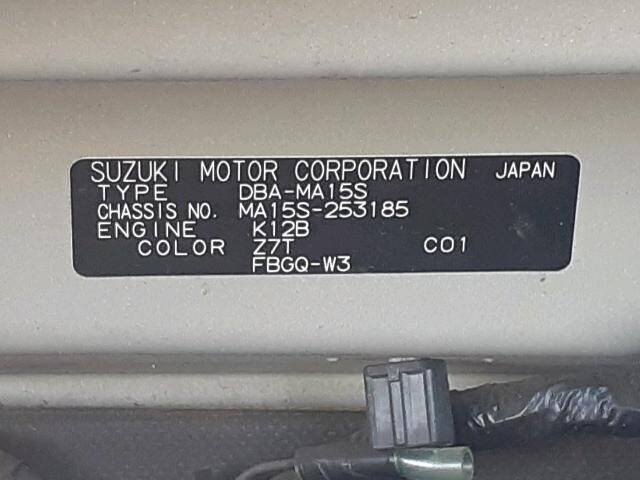 SUZUKI MOTOR CORPORATION JAPAN
TYPE DBA-MA15S
CHASSIS NO. MA15S-253185
ENGINE K12B
COLOR Z7T C01
FBGQ-W3